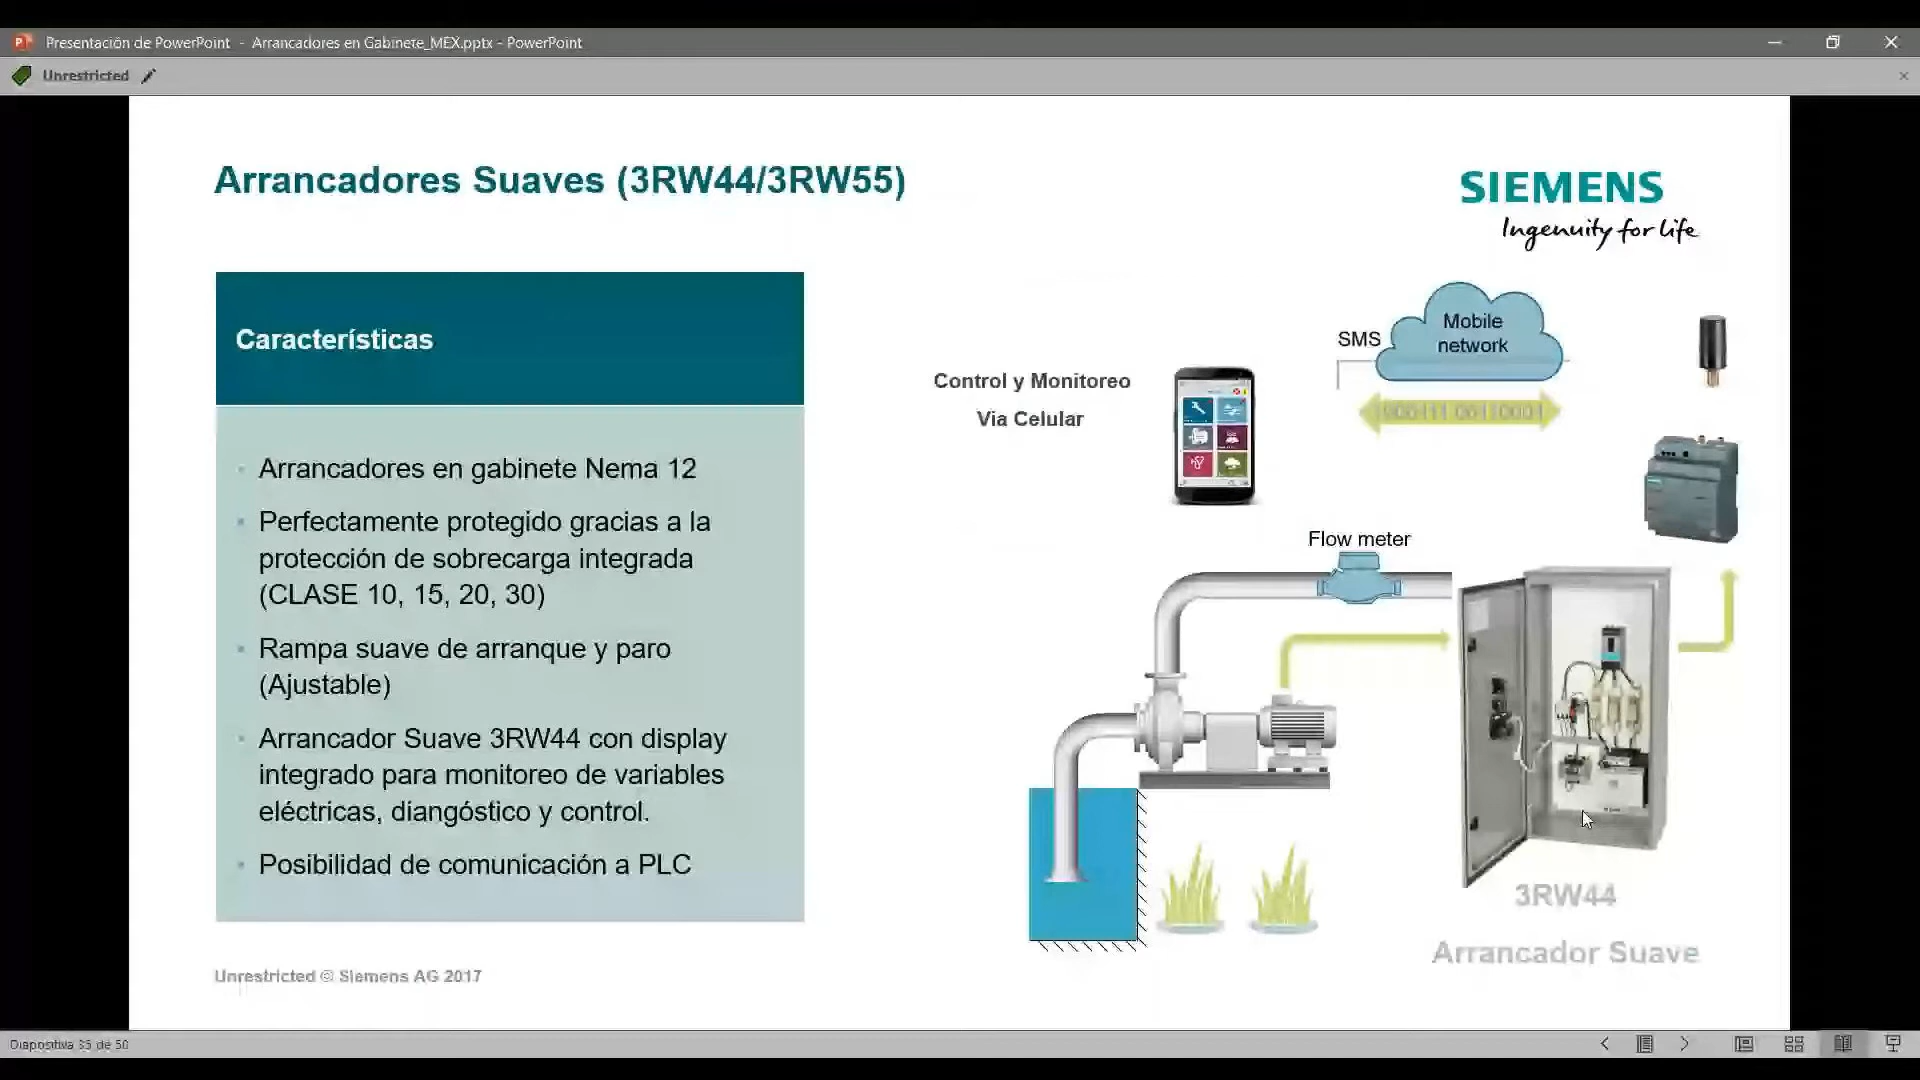 Presentación de PowerPoint - Arrancadores en Gabinete_MEX.pptx - PowerPoint
Unrestricted
Arrancadores Suaves (3RW44/3RW55)
SIEMENS
Ingenuity for life
Características
Arrancadores en gabinete Nema 12
Perfectamente protegido gracias a la
protección de sobrecarga integrada
(CLASE 10, 15, 20, 30)
Rampa suave de arranque y paro
(Ajustable)
Arrancador Suave 3RW44 con display
integrado para monitoreo de variables
eléctricas, diangóstico y control.
Posibilidad de comunicación a PLC
Control y Monitoreo
Via Celular
SMS
Mobile
network
Flow meter
3RW44
Arrancador Suave
Unrestricted © Siemens AG 2017
Diapositiva 35 de 50